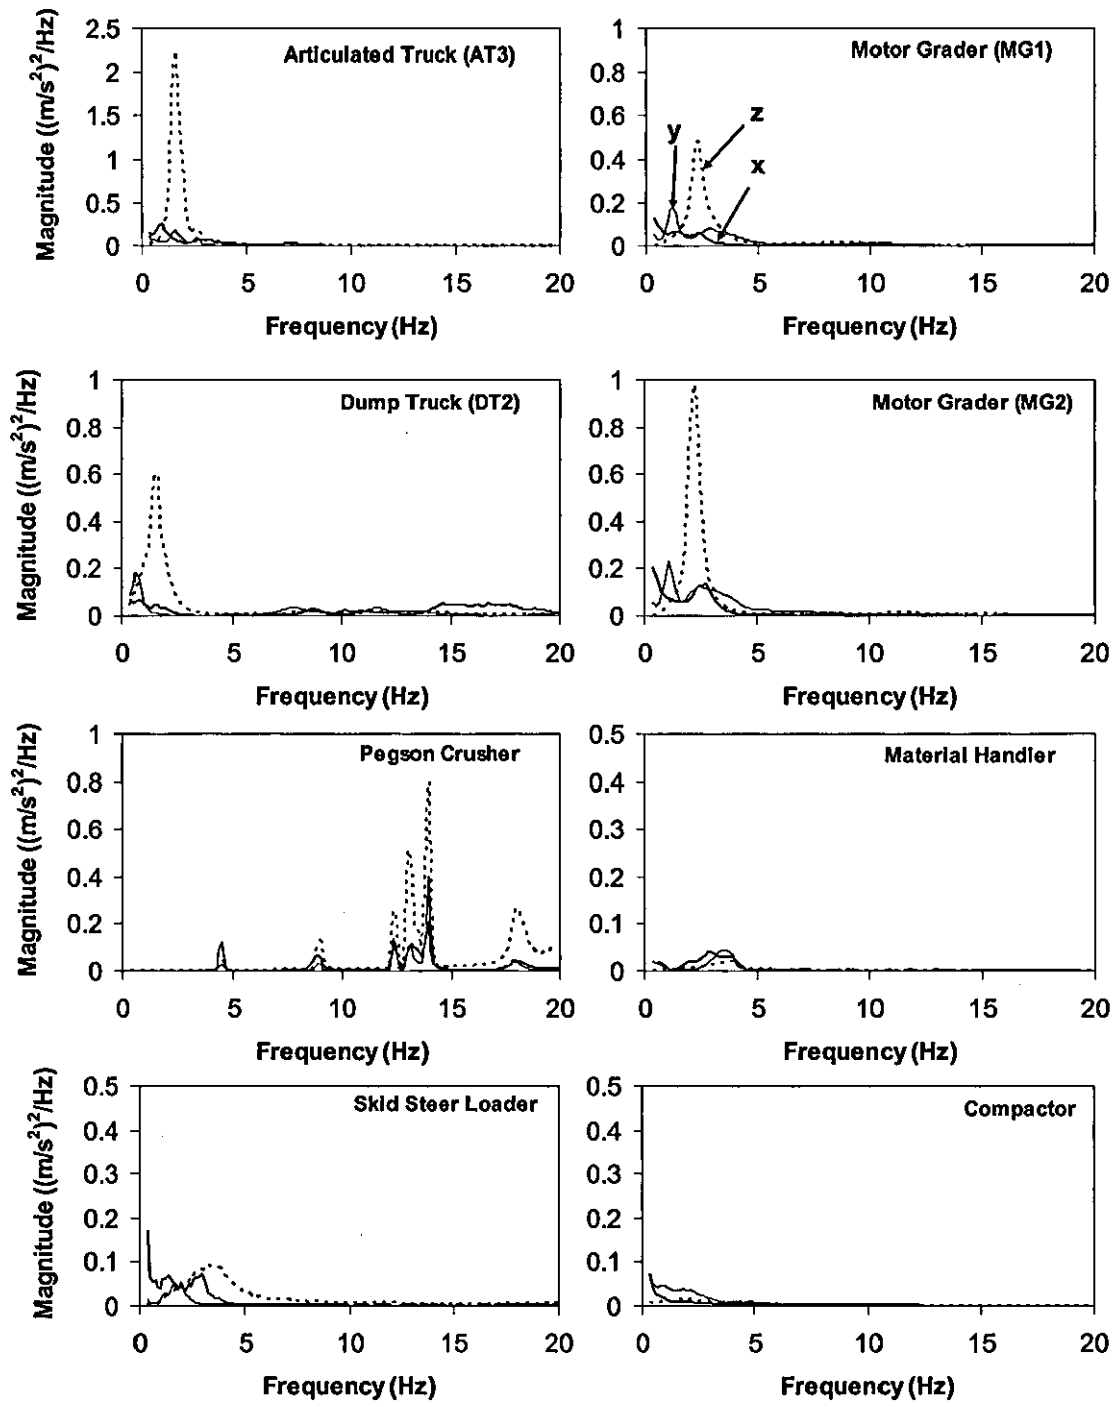 Articulated Truck (AT3)
Magnitude ((m/s²)²/Hz)
2.5
2
1.5
1
0.5
0
0 5 10 15 20
Frequency (Hz)
Motor Grader (MG1)
1
0.8
0.6
0.4
0.2
0
y
z
x
0 5 10 15 20
Frequency (Hz)
Dump Truck (DT2)
Magnitude ((m/s²)²/Hz)
1
0.8
0.6
0.4
0.2
0
0 5 10 15 20
Frequency (Hz)
Motor Grader (MG2)
1
0.8
0.6
0.4
0.2
0
0 5 10 15 20
Frequency (Hz)
Pegson Crusher
Magnitude ((m/s²)²/Hz)
1
0.8
0.6
0.4
0.2
0
0 5 10 15 20
Frequency (Hz)
Material Handler
0.5
0.4
0.3
0.2
0.1
0
0 5 10 15 20
Frequency (Hz)
Skid Steer Loader
Magnitude ((m/s²)²/Hz)
0.5
0.4
0.3
0.2
0.1
0
0 5 10 15 20
Frequency (Hz)
Compactor
0.5
0.4
0.3
0.2
0.1
0
0 5 10 15 20
Frequency (Hz)